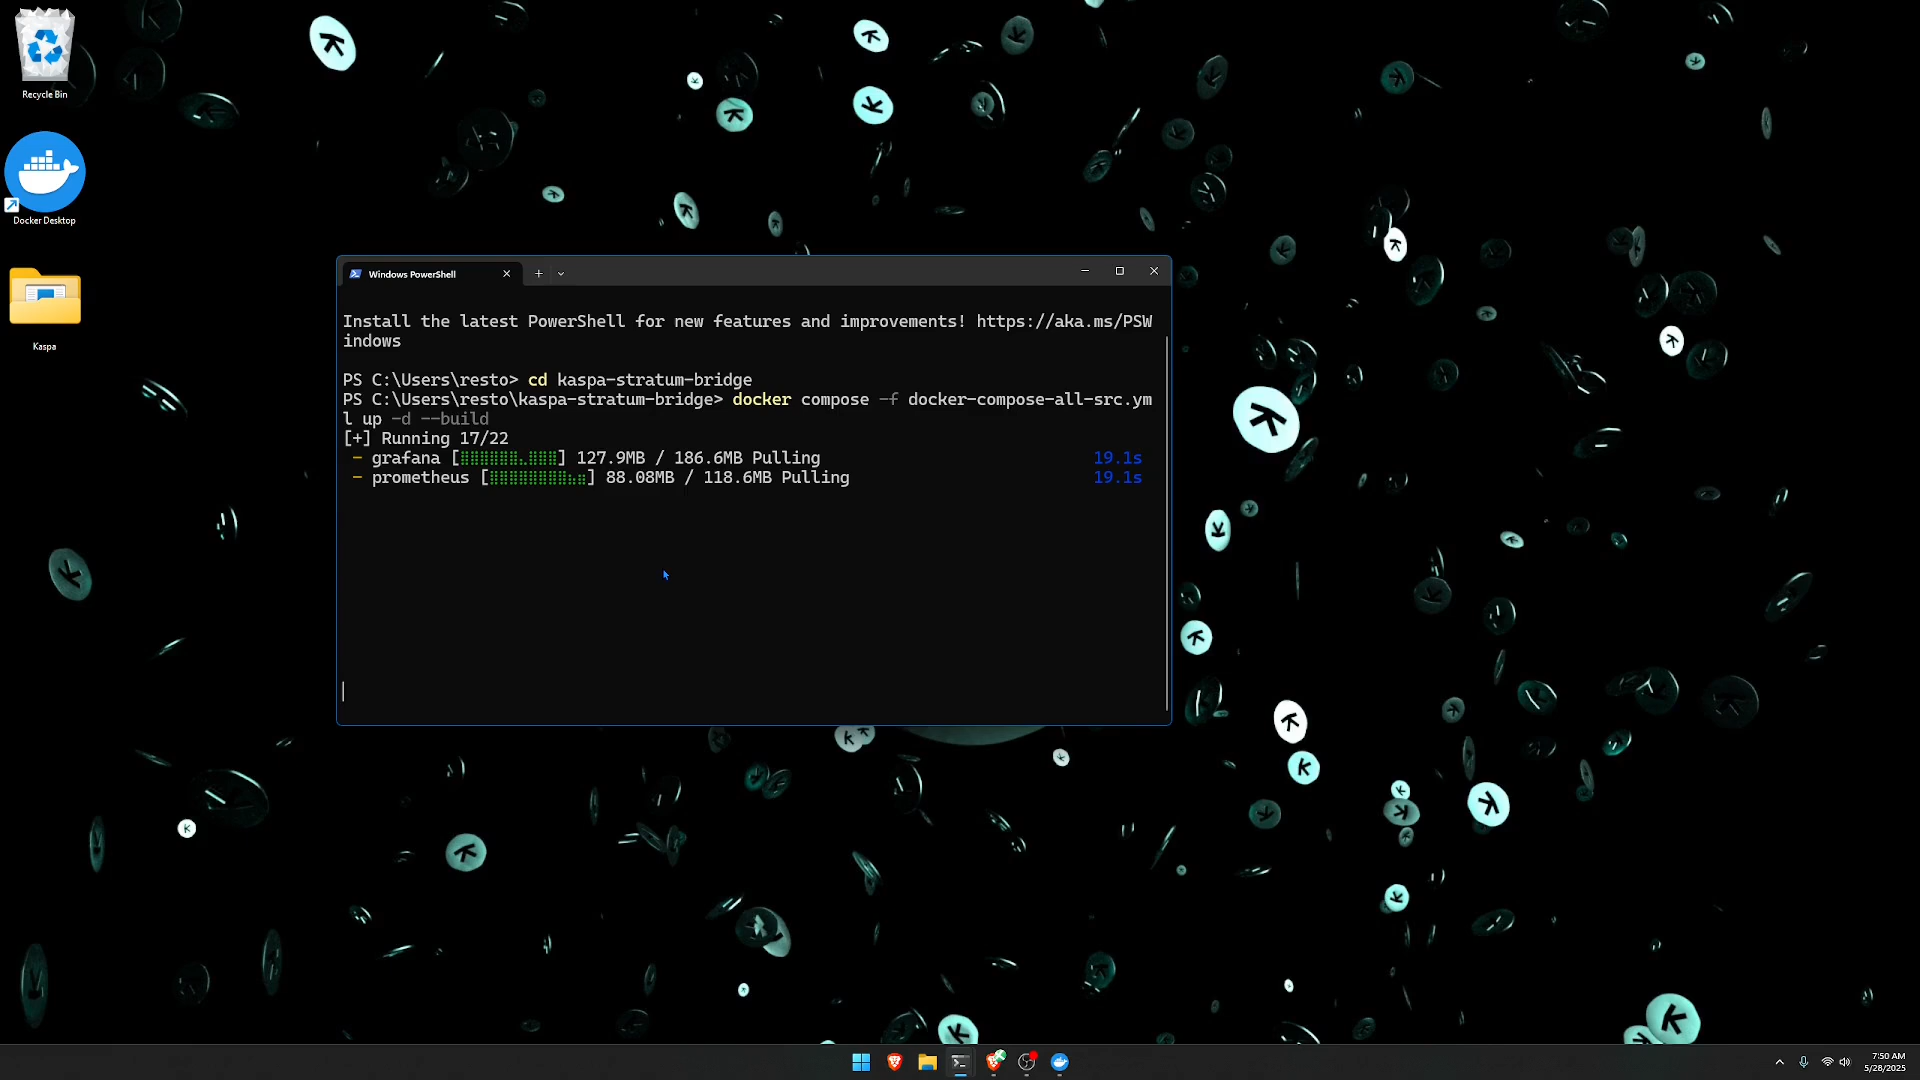 Recycle Bin
Docker Desktop
Kaspa
Windows PowerShell
Install the latest PowerShell for new features and improvements! https://aka.ms/PSW
indows
PS C:\Users\resto> cd kaspa-stratum-bridge
PS C:\Users\resto\kaspa-stratum-bridge> docker compose -f docker-compose-all-src.ym
l up -d --build
[+] Running 17/22
- grafana [⣿⣿⣿⣿⣿⣿⣀⣿⣿⣿] 127.9MB / 186.6MB Pulling 19.1s
- prometheus [⣿⣿⣿⣿⣿⣿⣿⣿⣦⣶] 88.08MB / 118.6MB Pulling 19.1s
7:50 AM
5/28/2025